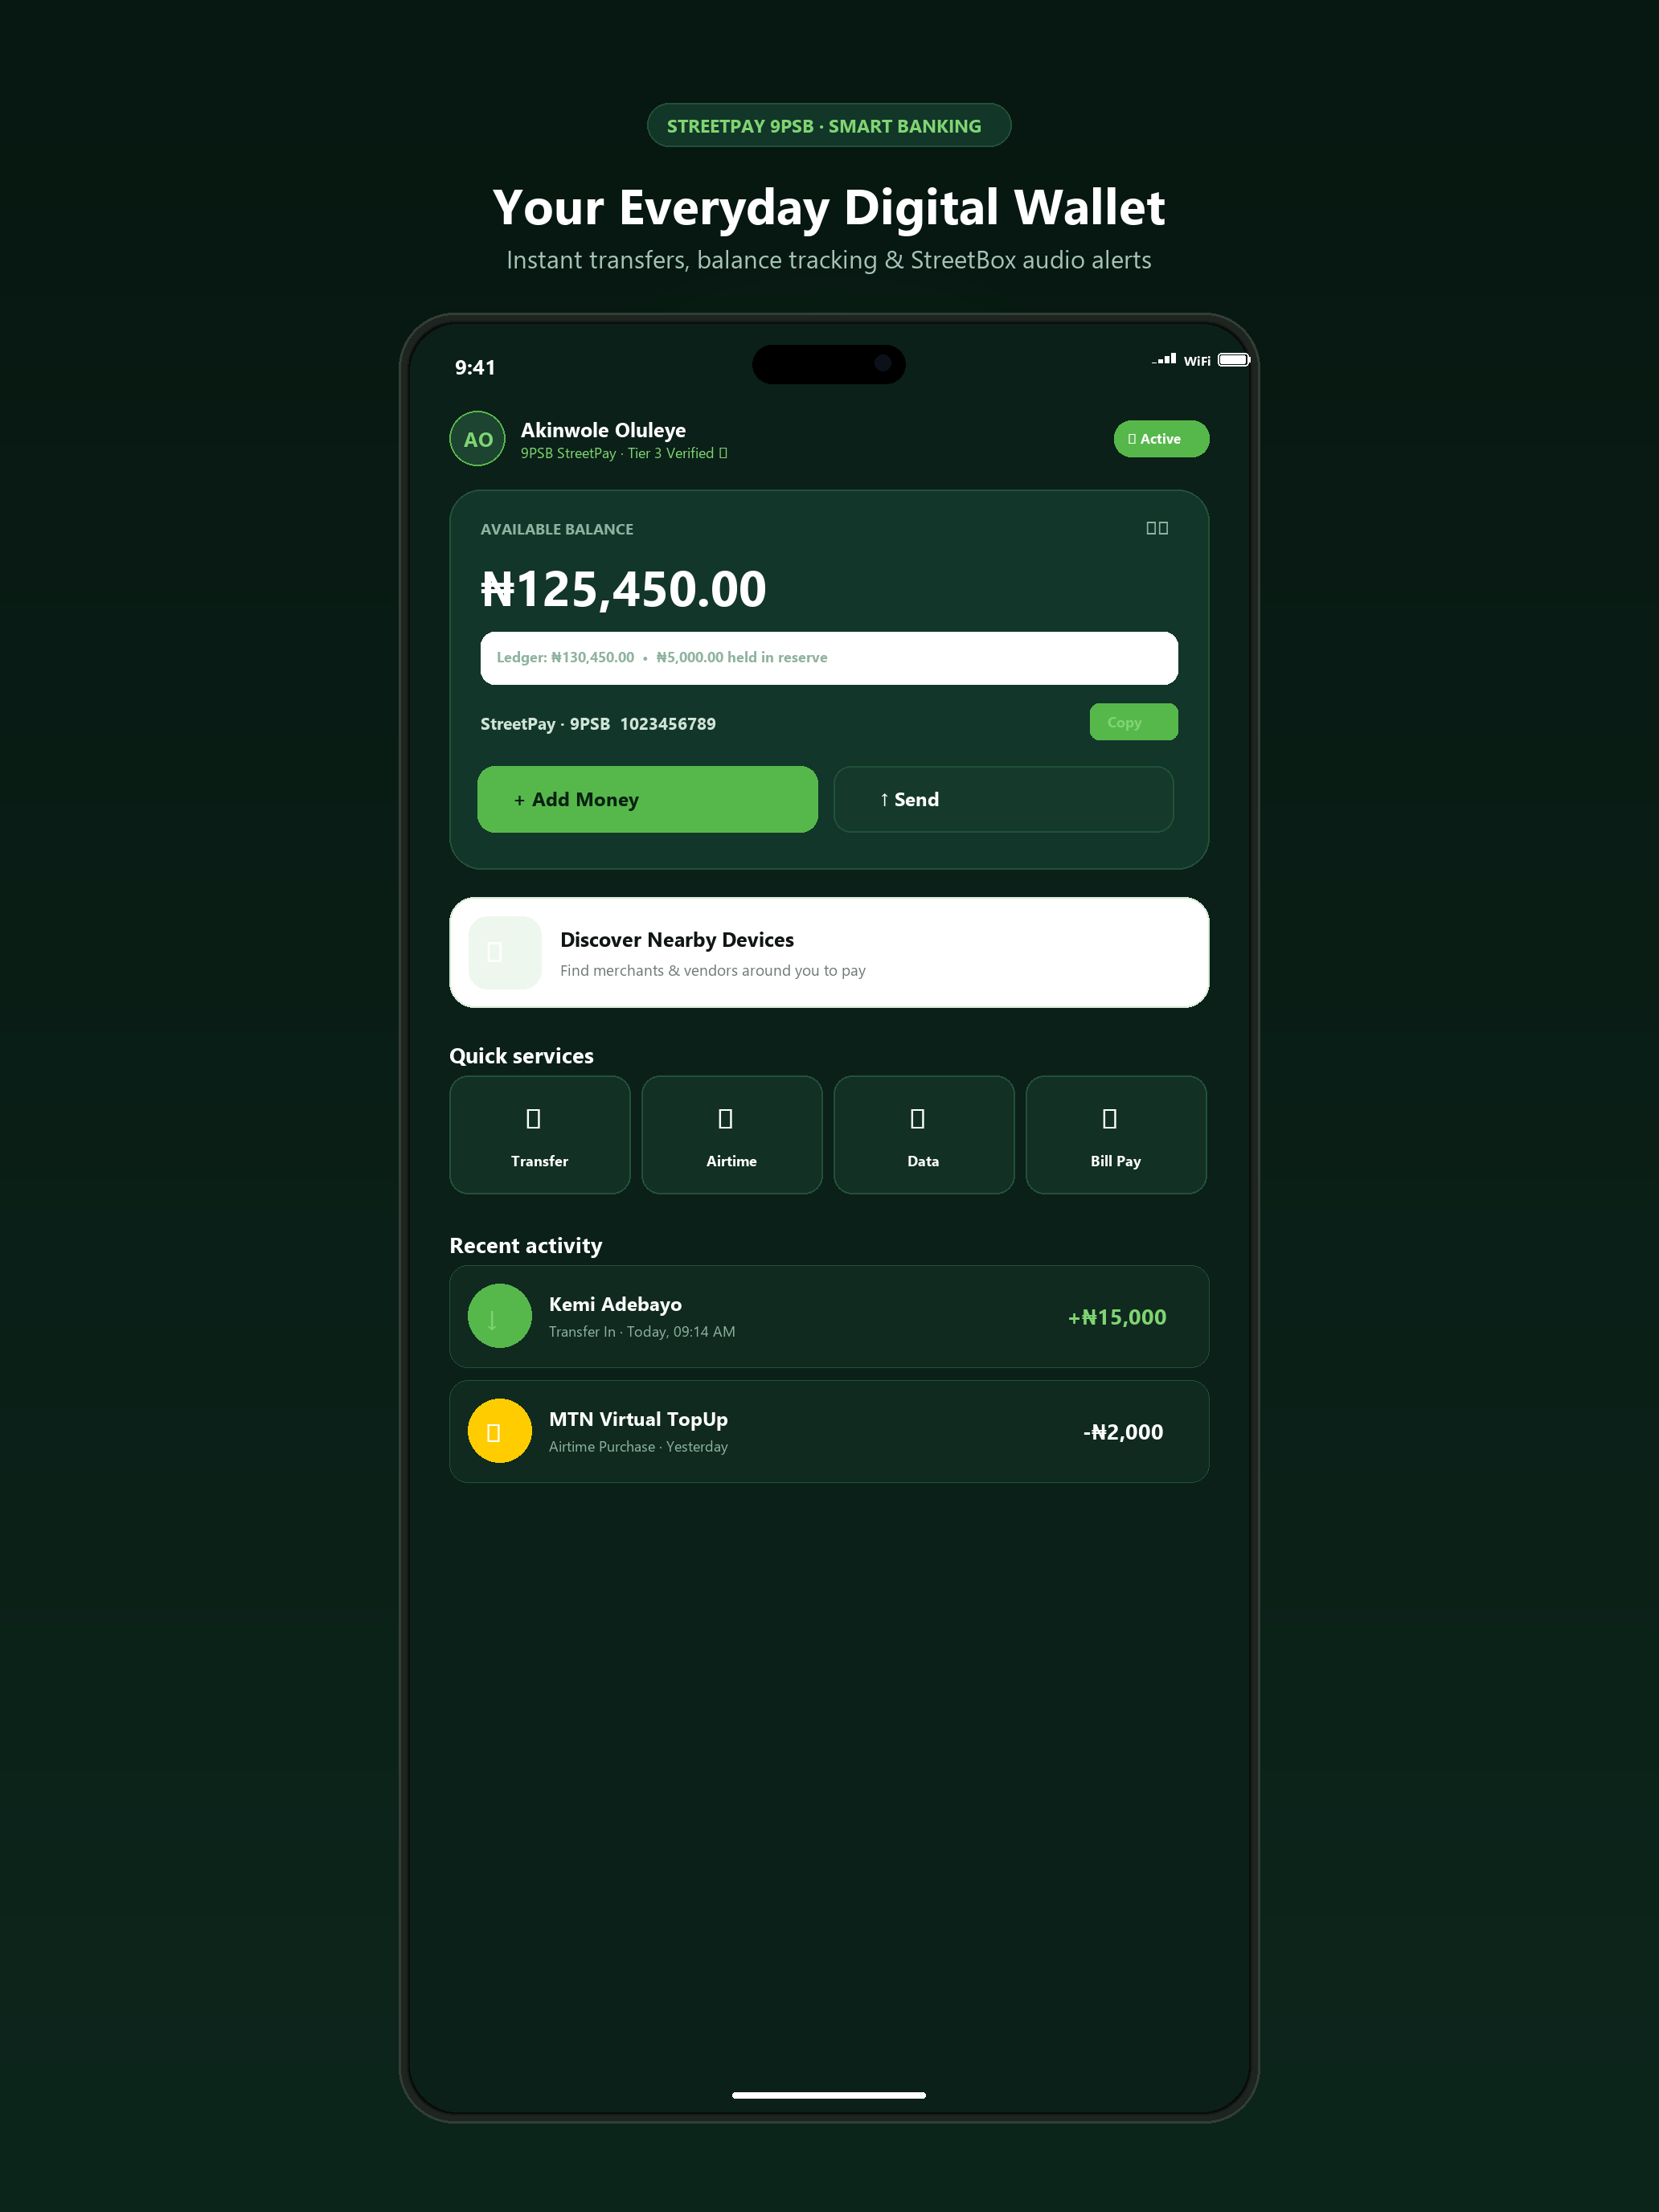 STREETPAY 9PSB · SMART BANKING
Your Everyday Digital Wallet
Instant transfers, balance tracking & StreetBox audio alerts
9:41
WiFi
AO
Akinwole Oluleye
9PSB StreetPay · Tier 3 Verified
Active
AVAILABLE BALANCE
₦125,450.00
Ledger: ₦130,450.00 • ₦5,000.00 held in reserve
StreetPay · 9PSB 1023456789
Copy
+ Add Money
↑ Send
Discover Nearby Devices
Find merchants & vendors around you to pay
Quick services
Transfer
Airtime
Data
Bill Pay
Recent activity
↓
Kemi Adebayo
Transfer In · Today, 09:14 AM
+₦15,000
MTN Virtual TopUp
Airtime Purchase · Yesterday
-₦2,000